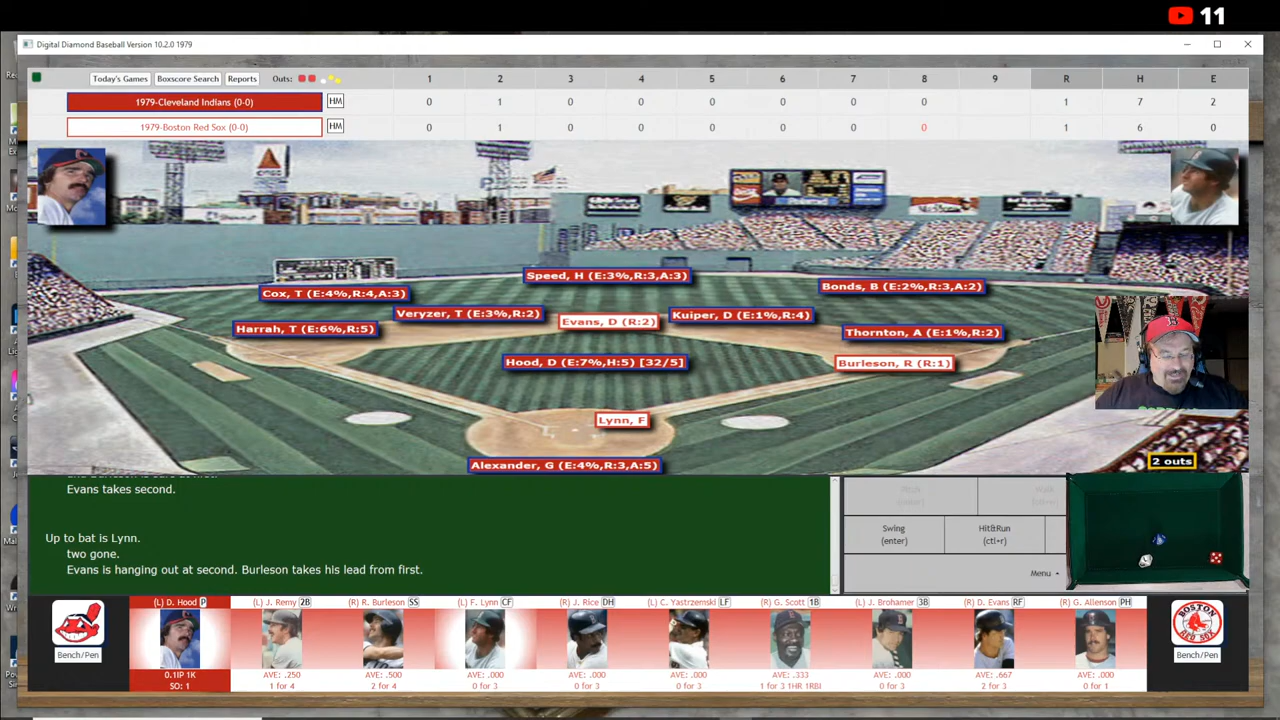 11
Digital Diamond Baseball Version 10.2.0 1979
Today's Games Boxscore Search Reports Outs: 1 2 3 4 5 6 7 8 9 R H E
1979-Cleveland Indians (0-0) HM 0 1 0 0 0 0 0 0 1 7 2
1979-Boston Red Sox (0-0) HM 0 1 0 0 0 0 0 0 1 6 0
CITGO
Polaroid
Speed, H (E:3%,R:3,A:3)
Cox, T (E:4%,R:4,A:3)
Bonds, B (E:2%,R:3,A:2)
Veryzer, T (E:3%,R:2)
Evans, D (R:2)
Kuiper, D (E:1%,R:4)
Harrah, T (E:6%,R:5)
Thornton, A (E:1%,R:2)
Hood, D (E:7%,H:5) [32/5]
Burleson, R (R:1)
Lynn, F
Alexander, G (E:4%,R:3,A:5)
2 outs
Evans takes second.
Up to bat is Lynn.
two gone.
Evans is hanging out at second. Burleson takes his lead from first.
Pitch
(enter)
Swing
(enter)
Hit&Run
(ctl+r)
Menu
Bench/Pen
(L) D. Hood P
0.1IP 1K
SO: 1
(L) J. Remy 2B
AVE: .250
1 for 4
(R) R. Burleson SS
AVE: .500
2 for 4
(L) F. Lynn CF
AVE: .000
0 for 3
(R) J. Rice DH
AVE: .000
0 for 3
(L) C. Yastrzemski LF
AVE: .000
0 for 3
(R) G. Scott 1B
AVE: .333
1 for 3 1HR 1RBI
(L) J. Brohamer 3B
AVE: .000
0 for 3
(R) D. Evans RF
AVE: .667
2 for 3
(R) G. Allenson PH
AVE: .000
0 for 1
BOSTON
RED SOX
Bench/Pen